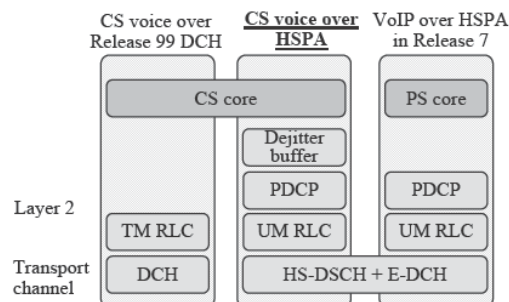 CS voice over
Release 99 DCH
CS voice over
HSPA
VoIP over HSPA
in Release 7
CS core
PS core
Dejitter
buffer
PDCP
PDCP
Layer 2
TM RLC
UM RLC
UM RLC
Transport
channel
DCH
HS-DSCH + E-DCH